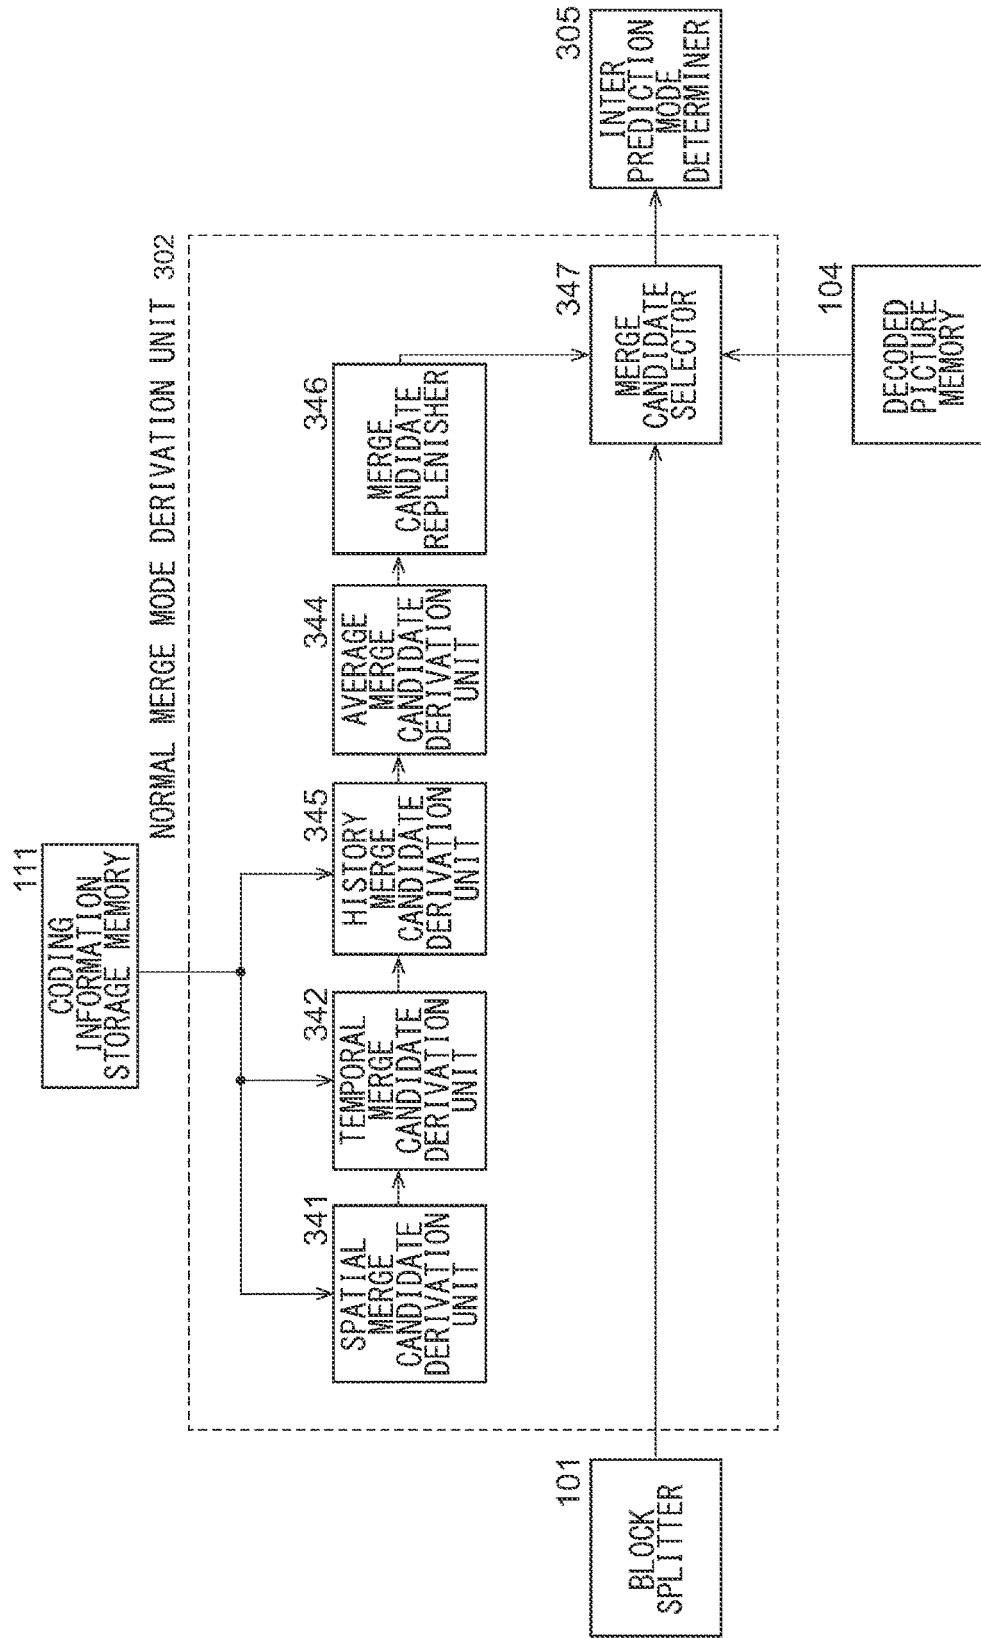 111
CODING
INFORMATION
STORAGE MEMORY
NORMAL MERGE MODE DERIVATION UNIT 302
341
SPATIAL
MERGE
CANDIDATE
DERIVATION
UNIT
342
TEMPORAL
MERGE
CANDIDATE
DERIVATION
UNIT
345
HISTORY
MERGE
CANDIDATE
DERIVATION
UNIT
344
AVERAGE
MERGE
CANDIDATE
DERIVATION
UNIT
346
MERGE
CANDIDATE
REPLENISHER
101
BLOCK
SPLITTER
347
MERGE
CANDIDATE
SELECTOR
305
INTER
PREDICTION
MODE
DETERMINER
104
DECODED
PICTURE
MEMORY